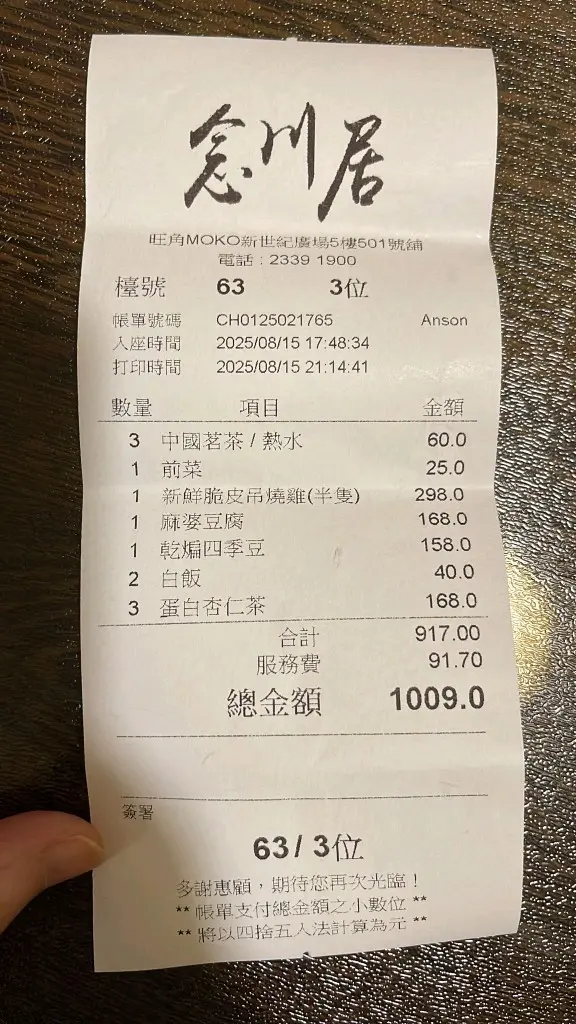 念川居
旺角MOKO新世紀廣場5樓501號舖
電話：2339 1900
檯號 63 3位
帳單號碼 CH0125021765 Anson
入座時間 2025/08/15 17:48:34
打印時間 2025/08/15 21:14:41
數量 項目 金額
3 中國茗茶 / 熱水 60.0
1 前菜 25.0
1 新鮮脆皮吊燒雞(半隻) 298.0
1 麻婆豆腐 168.0
1 乾煸四季豆 158.0
2 白飯 40.0
3 蛋白杏仁茶 168.0
合計 917.00
服務費 91.70
總金額 1009.0
簽署
63 / 3位
多謝惠顧，期待您再次光臨！
** 帳單支付總金額之小數位 **
** 將以四捨五入法計算為元 **